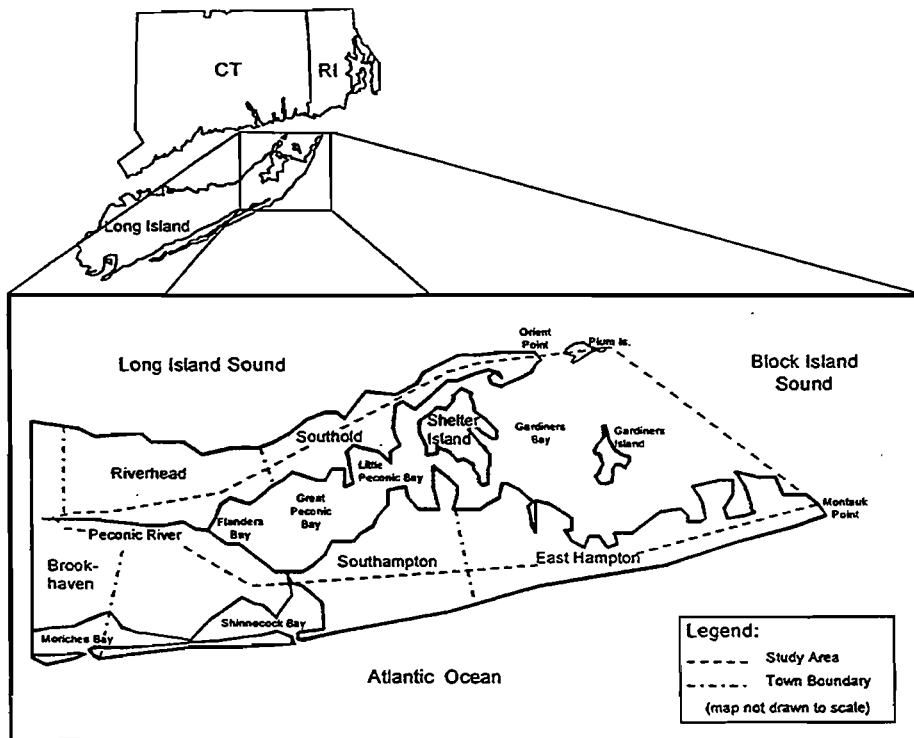 CT
RI
Long Island
Long Island Sound
Orient
Point
Plum Is.
Block Island
Sound
Southold
Shelter
Island
Gardiners
Bay
Gardiners
Island
Riverhead
Little
Peconic Bay
Great
Peconic
Bay
Flanders
Bay
Montauk
Point
Peconic River
Brook-
haven
Southampton
East Hampton
Shinnecock Bay
Moriches Bay
Atlantic Ocean
Legend:
Study Area
Town Boundary
(map not drawn to scale)